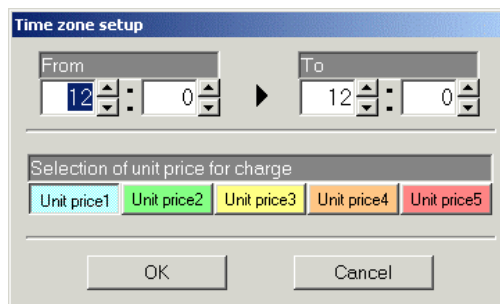 Time zone setup
From To
12 : 0 12 : 0
Selection of unit price for charge
Unit price1 Unit price2 Unit price3 Unit price4 Unit price5
OK Cancel